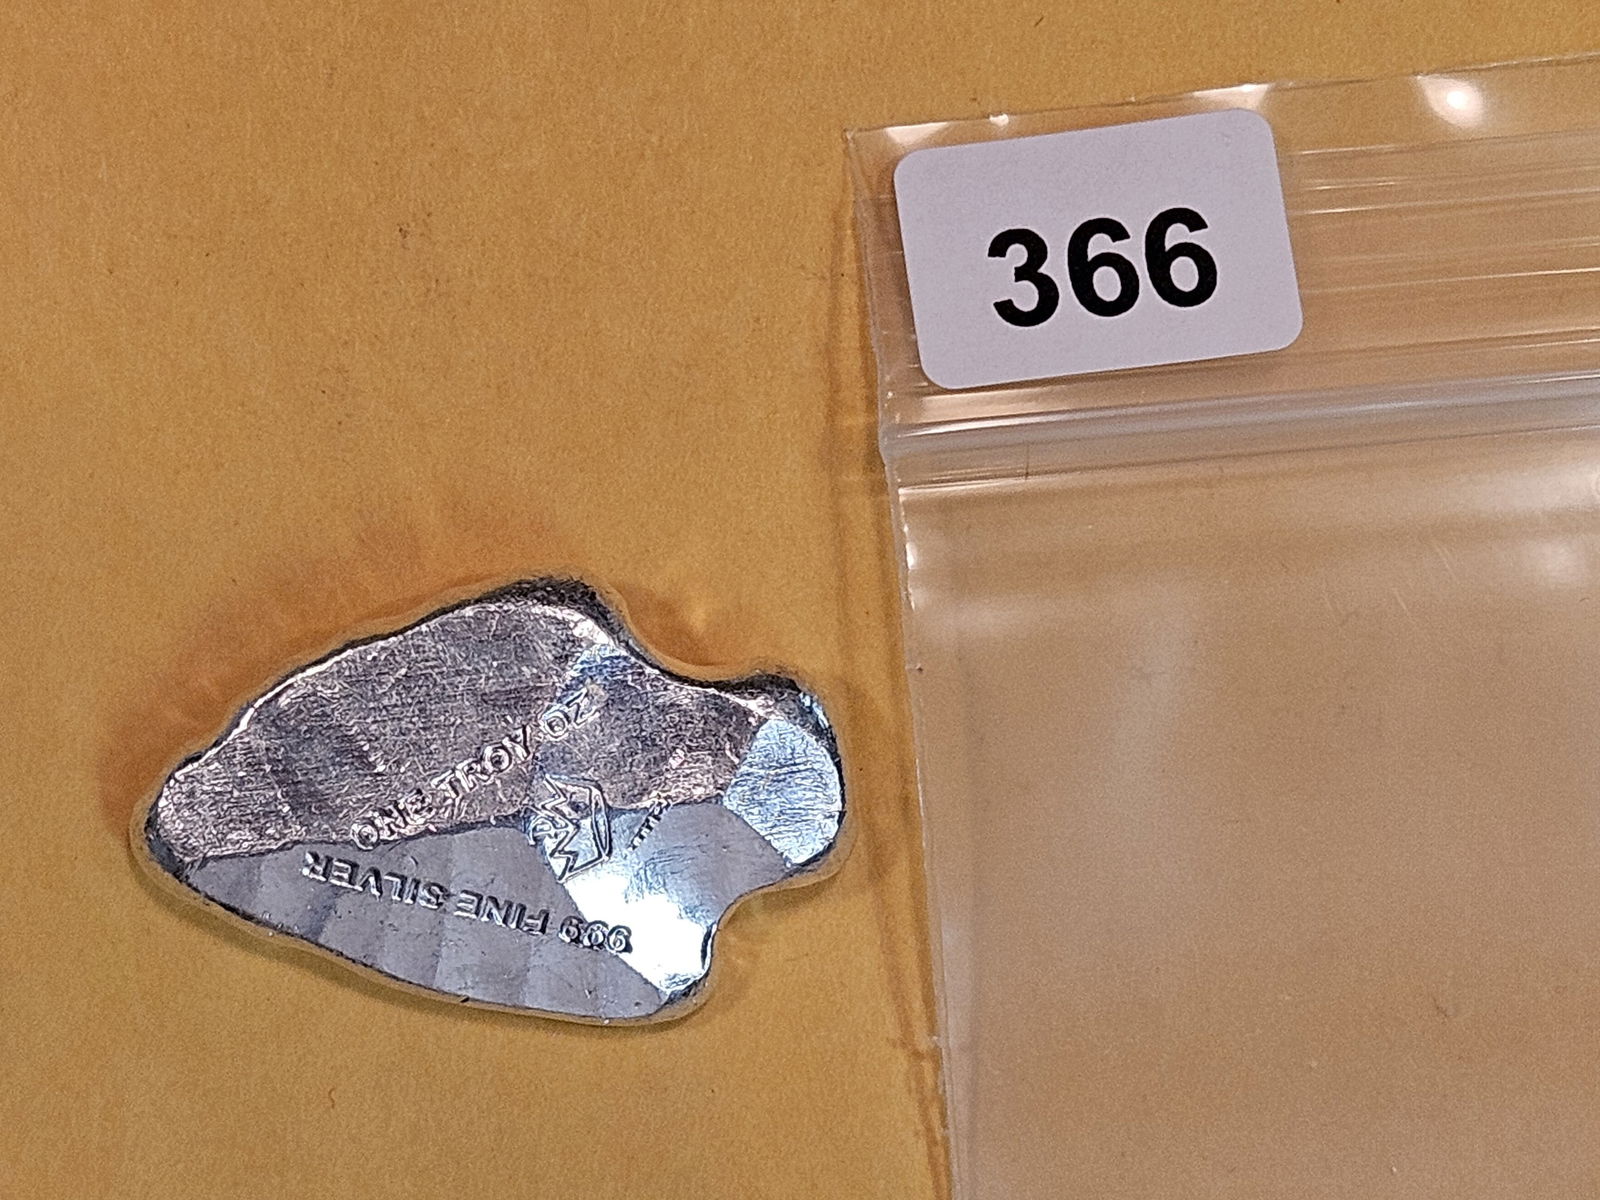 366
ONE TROY OZ
999 FINE SILVER